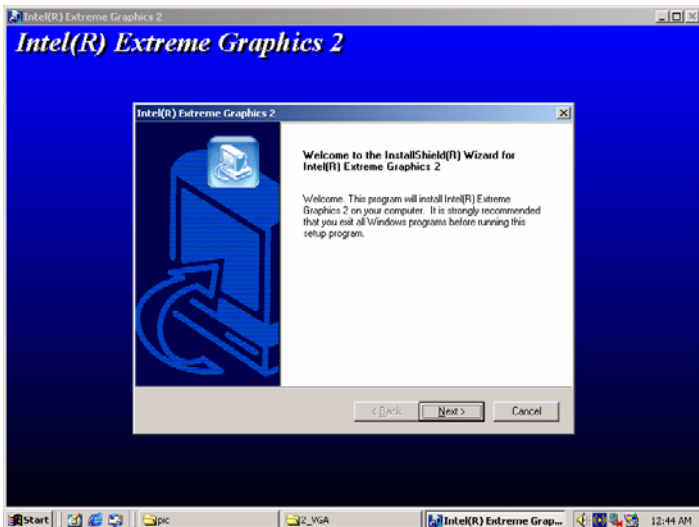 Intel(R) Extreme Graphics 2
Intel(R) Extreme Graphics 2
Intel(R) Extreme Graphics 2
Welcome to the InstallShield(R) Wizard for
Intel(R) Extreme Graphics 2
Welcome. This program will install Intel(R) Extreme
Graphics 2 on your computer. It is strongly recommended
that you exit all Windows programs before running this
setup program.
< Back Next > Cancel
Start pic 2_VGA Intel(R) Extreme Grap... 12:44 AM